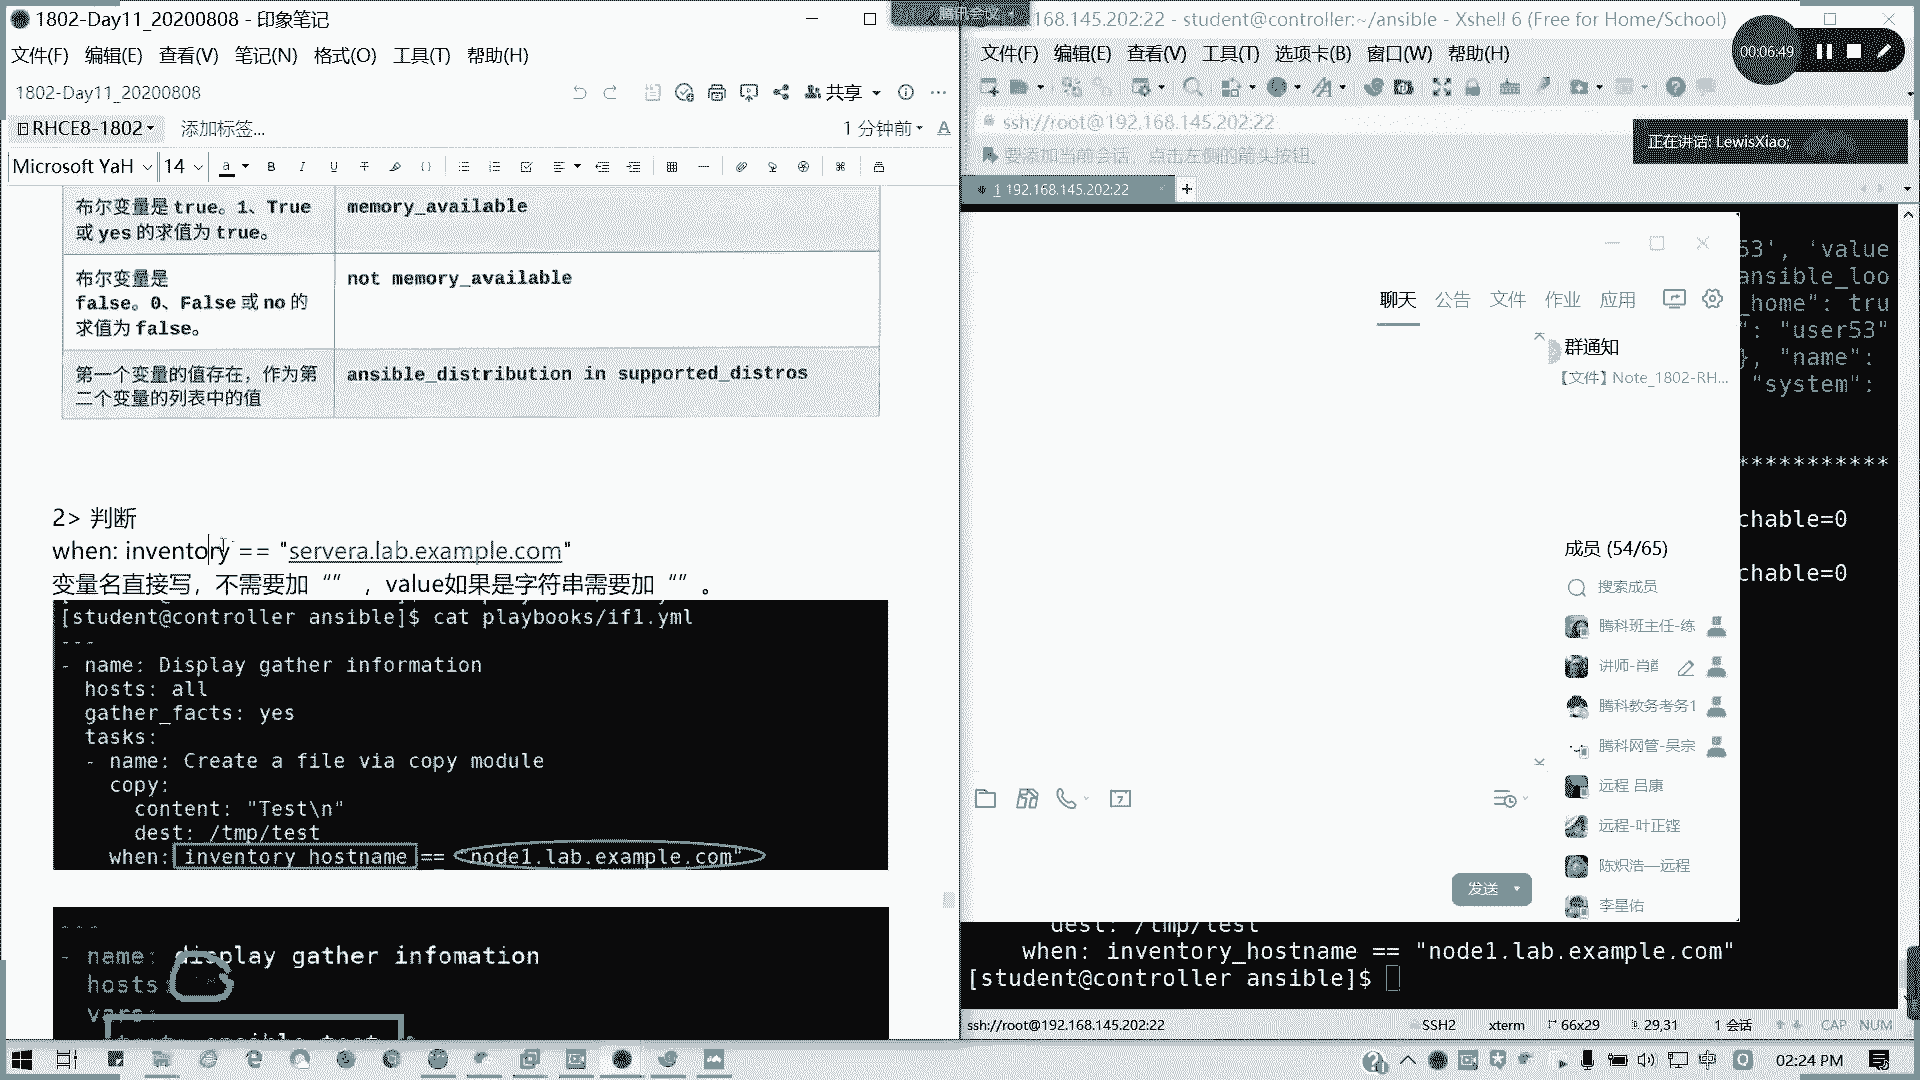 1802-Day11_20200808 - 印象笔记
文件(F) 编辑(E) 查看(V) 笔记(N) 格式(O) 工具(T) 帮助(H)
1802-Day11_20200808
共享
RHCE8-1802 添加标签...
1 分钟前
Microsoft YaH 14
布尔变量是 true。1、True
或 yes 的求值为 true。
memory_available
布尔变量是
false。0、False 或 no 的
求值为 false。
not memory_available
第一个变量的值存在，作为第
二个变量的列表中的值
ansible_distribution in supported_distros
2> 判断
when: inventory == "servera.lab.example.com"
变量名直接写，不需要加 “” ，value如果是字符串需要加 “” 。
[student@controller ansible]$ cat playbooks/if1.yml
---
- name: Display gather information
hosts: all
gather_facts: yes
tasks:
- name: Create a file via copy module
copy:
content: "Test\n"
dest: /tmp/test
when: inventory_hostname == "node1.lab.example.com"
---
- name: display gather infomation
hosts
vars:
腾讯会议
168.145.202:22 - student@controller:~/ansible - Xshell 6 (Free for Home/School)
文件(F) 编辑(E) 查看(V) 工具(T) 选项卡(B) 窗口(W) 帮助(H)
00:06:49
ssh://root@192.168.145.202:22
要添加当前会话，点击左侧的箭头按钮。
正在讲话: LewisXiao;
1 192.168.145.202:22
53', 'value
ansible_loo
_home": tru
": "user53"
}, "name":
"system":
***********
chable=0
chable=0
聊天 公告 文件 作业 应用
群通知
【文件】Note_1802-RH...
成员 (54/65)
搜索成员
腾科班主任-练
讲师-肖
腾科教务考务1
腾科网管-吴宗
远程 吕康
远程-叶正铿
陈炽浩—远程
李星佑
发送
dest: /tmp/test
when: inventory_hostname == "node1.lab.example.com"
[student@controller ansible]$
ssh://root@192.168.145.202:22 SSH2 xterm 66x29 29,31 1 会话 CAP NUM
中
02:24 PM